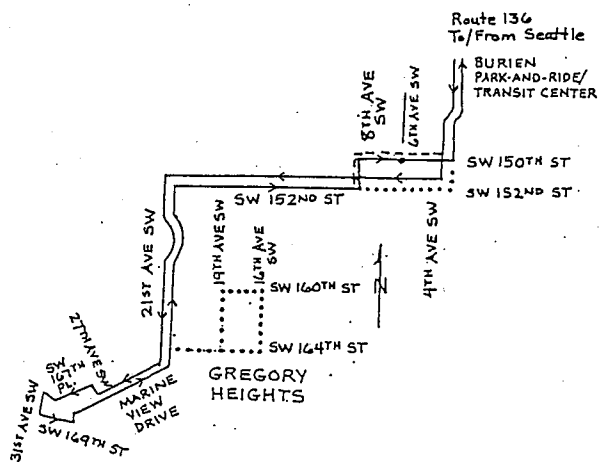 Route 136
To/From Seattle
BURIEN
PARK-AND-RIDE/
TRANSIT CENTER
8TH AVE
SW
6TH AVE SW
SW 150TH ST
SW 152ND ST
SW 152ND ST
4TH AVE SW
21ST AVE SW
19TH AVE SW
16TH AVE
SW
SW 160TH ST
N
SW 164TH ST
GREGORY
HEIGHTS
27TH AVE SW
SW
167TH
PL.
MARINE
VIEW
DRIVE
31ST AVE SW
SW 169TH ST